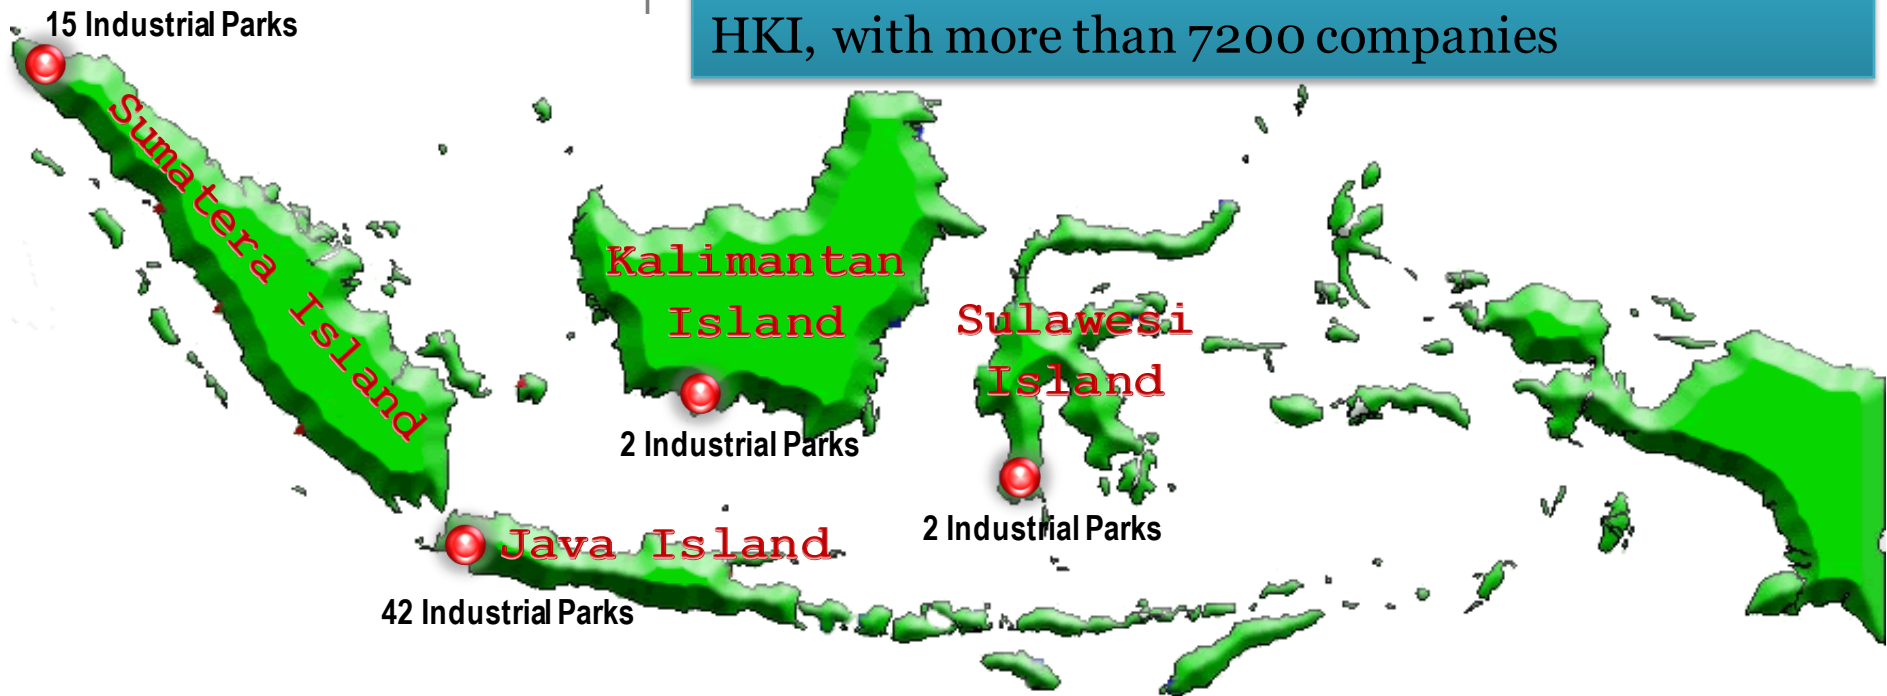 15 Industrial Parks
HKI, with more than 7200 companies
Sumatera Island
Kalimantan
Island
Sulawesi
Island
2 Industrial Parks
2 Industrial Parks
Java Island
42 Industrial Parks